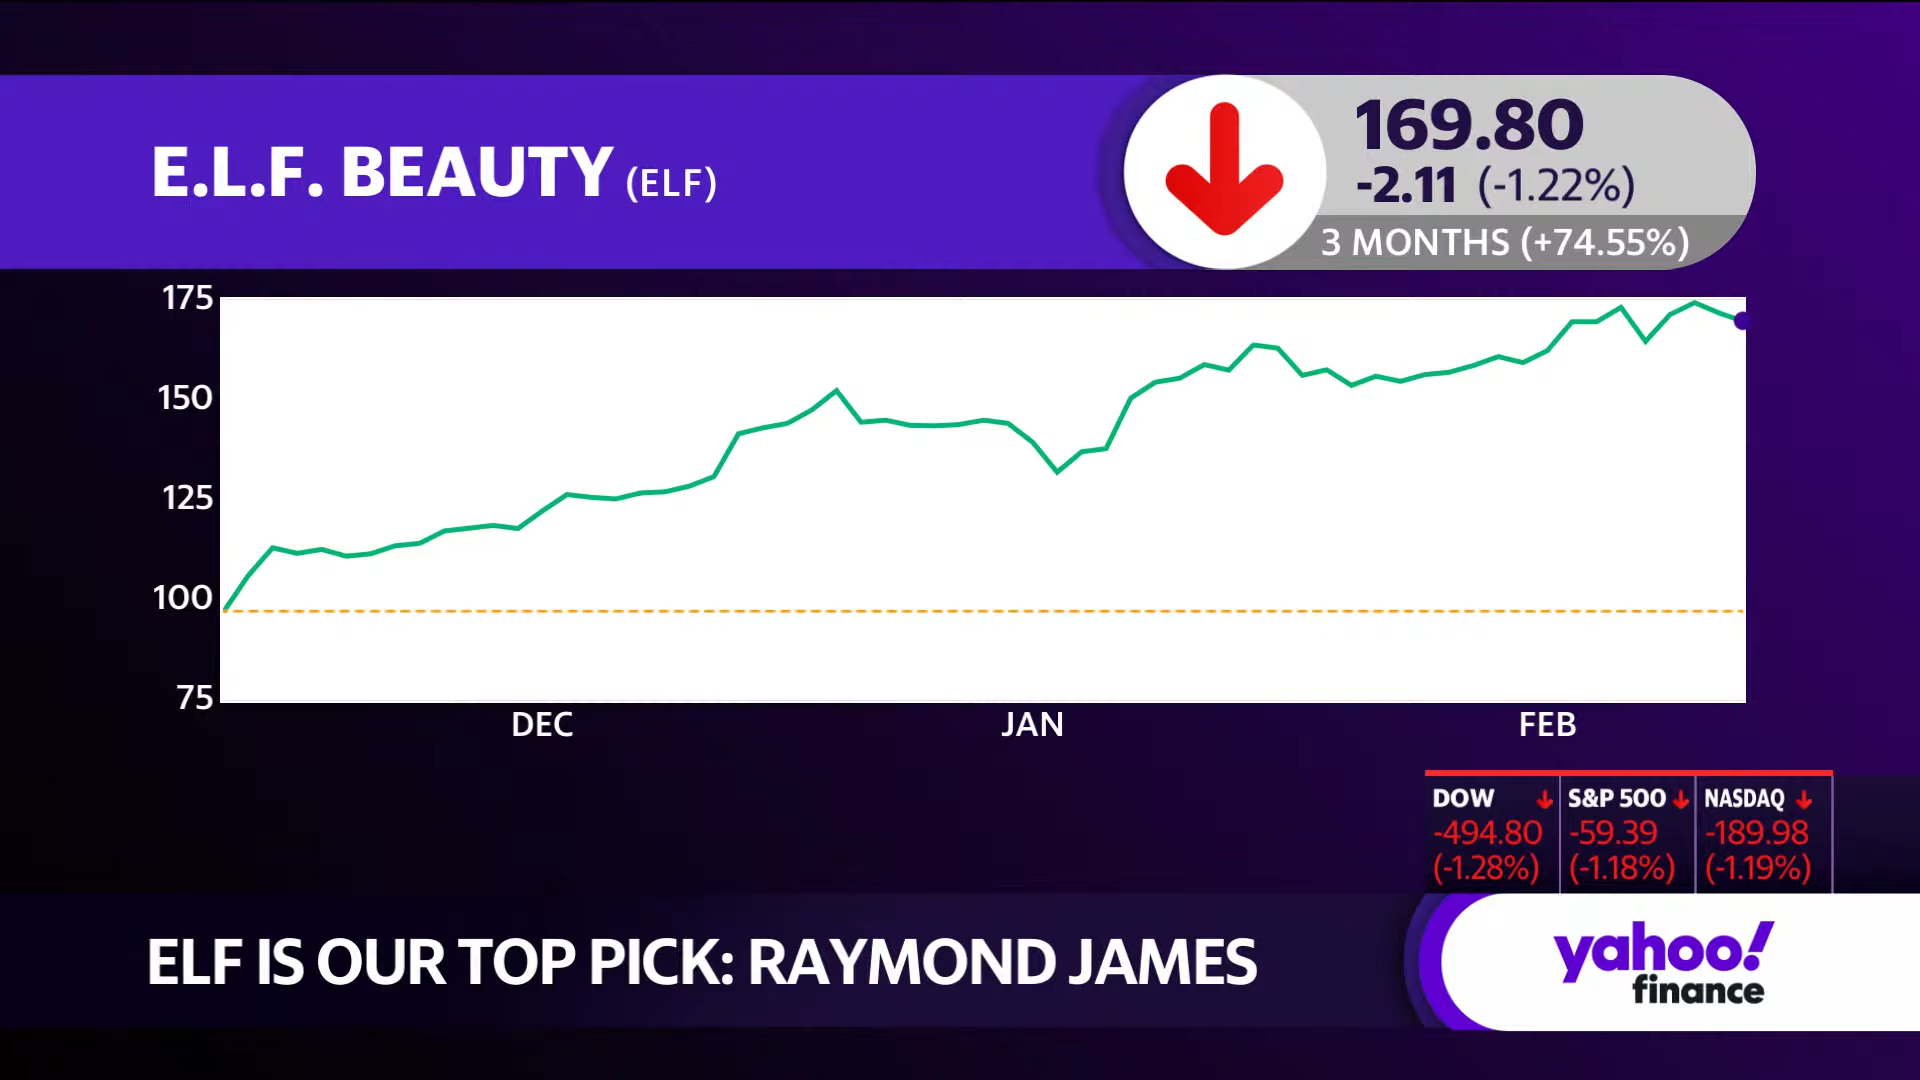 E.L.F. BEAUTY (ELF)
169.80
-2.11 (-1.22%)
3 MONTHS (+74.55%)
175
150
125
100
75
DEC JAN FEB
DOW S&P 500 NASDAQ
-494.80 -59.39 -189.98
(-1.28%) (-1.18%) (-1.19%)
ELF IS OUR TOP PICK: RAYMOND JAMES
yahoo!
finance